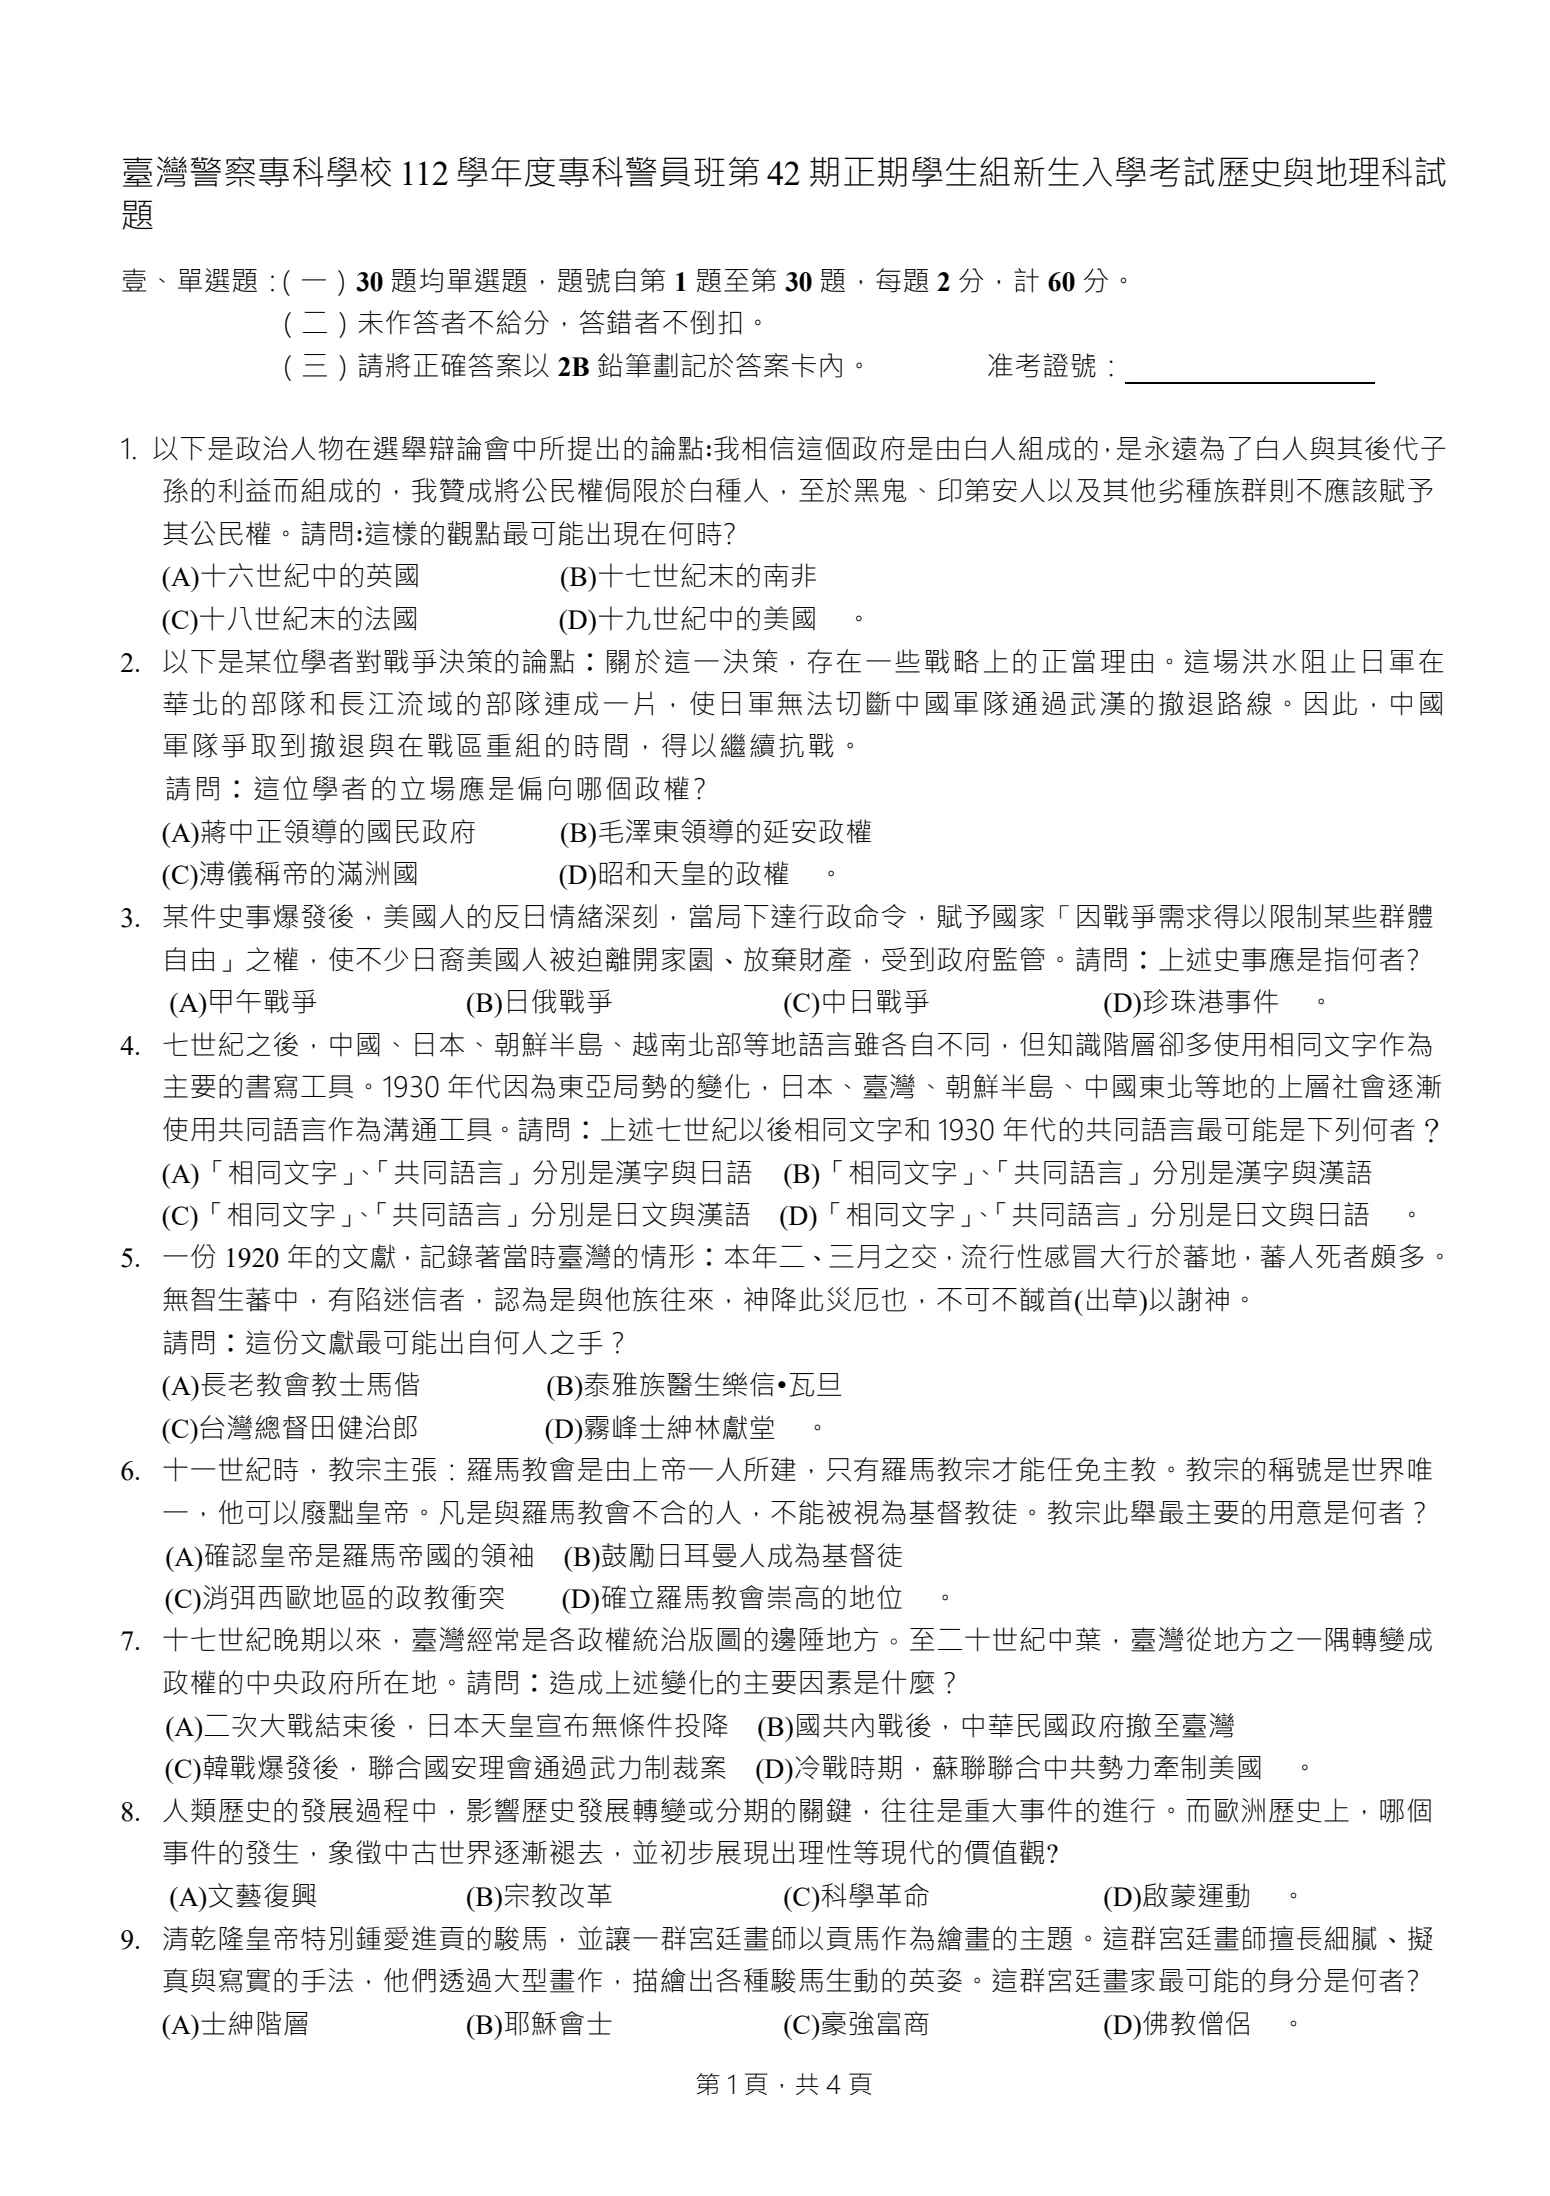 臺灣警察專科學校 112 學年度專科警員班第 42 期正期學生組新生入學考試歷史與地理科試
題
壹、單選題：（一）30 題均單選題，題號自第 1 題至第 30 題，每題 2 分，計 60 分。
（二）未作答者不給分，答錯者不倒扣。
（三）請將正確答案以 2B 鉛筆劃記於答案卡內。 准考證號：
1. 以下是政治人物在選舉辯論會中所提出的論點:我相信這個政府是由白人組成的，是永遠為了白人與其後代子
孫的利益而組成的，我贊成將公民權侷限於白種人，至於黑鬼、印第安人以及其他劣種族群則不應該賦予
其公民權。請問:這樣的觀點最可能出現在何時?
(A)十六世紀中的英國 (B)十七世紀末的南非
(C)十八世紀末的法國 (D)十九世紀中的美國 。
2. 以下是某位學者對戰爭決策的論點：關於這一決策，存在一些戰略上的正當理由。這場洪水阻止日軍在
華北的部隊和長江流域的部隊連成一片，使日軍無法切斷中國軍隊通過武漢的撤退路線。因此，中國
軍隊爭取到撤退與在戰區重組的時間，得以繼續抗戰。
請問：這位學者的立場應是偏向哪個政權?
(A)蔣中正領導的國民政府 (B)毛澤東領導的延安政權
(C)溥儀稱帝的滿洲國 (D)昭和天皇的政權 。
3. 某件史事爆發後，美國人的反日情緒深刻，當局下達行政命令，賦予國家「因戰爭需求得以限制某些群體
自由」之權，使不少日裔美國人被迫離開家園、放棄財產，受到政府監管。請問：上述史事應是指何者?
(A)甲午戰爭 (B)日俄戰爭 (C)中日戰爭 (D)珍珠港事件 。
4. 七世紀之後，中國、日本、朝鮮半島、越南北部等地語言雖各自不同，但知識階層卻多使用相同文字作為
主要的書寫工具。1930 年代因為東亞局勢的變化，日本、臺灣、朝鮮半島、中國東北等地的上層社會逐漸
使用共同語言作為溝通工具。請問：上述七世紀以後相同文字和 1930 年代的共同語言最可能是下列何者？
(A)「相同文字」、「共同語言」分別是漢字與日語 (B)「相同文字」、「共同語言」分別是漢字與漢語
(C)「相同文字」、「共同語言」分別是日文與漢語 (D)「相同文字」、「共同語言」分別是日文與日語 。
5. 一份 1920 年的文獻，記錄著當時臺灣的情形：本年二、三月之交，流行性感冒大行於蕃地，蕃人死者頗多。
無智生蕃中，有陷迷信者，認為是與他族往來，神降此災厄也，不可不馘首(出草)以謝神。
請問：這份文獻最可能出自何人之手？
(A)長老教會教士馬偕 (B)泰雅族醫生樂信•瓦旦
(C)台灣總督田健治郎 (D)霧峰士紳林獻堂 。
6. 十一世紀時，教宗主張：羅馬教會是由上帝一人所建，只有羅馬教宗才能任免主教。教宗的稱號是世界唯
一，他可以廢黜皇帝。凡是與羅馬教會不合的人，不能被視為基督教徒。教宗此舉最主要的用意是何者？
(A)確認皇帝是羅馬帝國的領袖 (B)鼓勵日耳曼人成為基督徒
(C)消弭西歐地區的政教衝突 (D)確立羅馬教會崇高的地位 。
7. 十七世紀晚期以來，臺灣經常是各政權統治版圖的邊陲地方。至二十世紀中葉，臺灣從地方之一隅轉變成
政權的中央政府所在地。請問：造成上述變化的主要因素是什麼？
(A)二次大戰結束後，日本天皇宣布無條件投降 (B)國共內戰後，中華民國政府撤至臺灣
(C)韓戰爆發後，聯合國安理會通過武力制裁案 (D)冷戰時期，蘇聯聯合中共勢力牽制美國 。
8. 人類歷史的發展過程中，影響歷史發展轉變或分期的關鍵，往往是重大事件的進行。而歐洲歷史上，哪個
事件的發生，象徵中古世界逐漸褪去，並初步展現出理性等現代的價值觀?
(A)文藝復興 (B)宗教改革 (C)科學革命 (D)啟蒙運動 。
9. 清乾隆皇帝特別鍾愛進貢的駿馬，並讓一群宮廷畫師以貢馬作為繪畫的主題。這群宮廷畫師擅長細膩、擬
真與寫實的手法，他們透過大型畫作，描繪出各種駿馬生動的英姿。這群宮廷畫家最可能的身分是何者?
(A)士紳階層 (B)耶穌會士 (C)豪強富商 (D)佛教僧侶 。
第 1 頁，共 4 頁